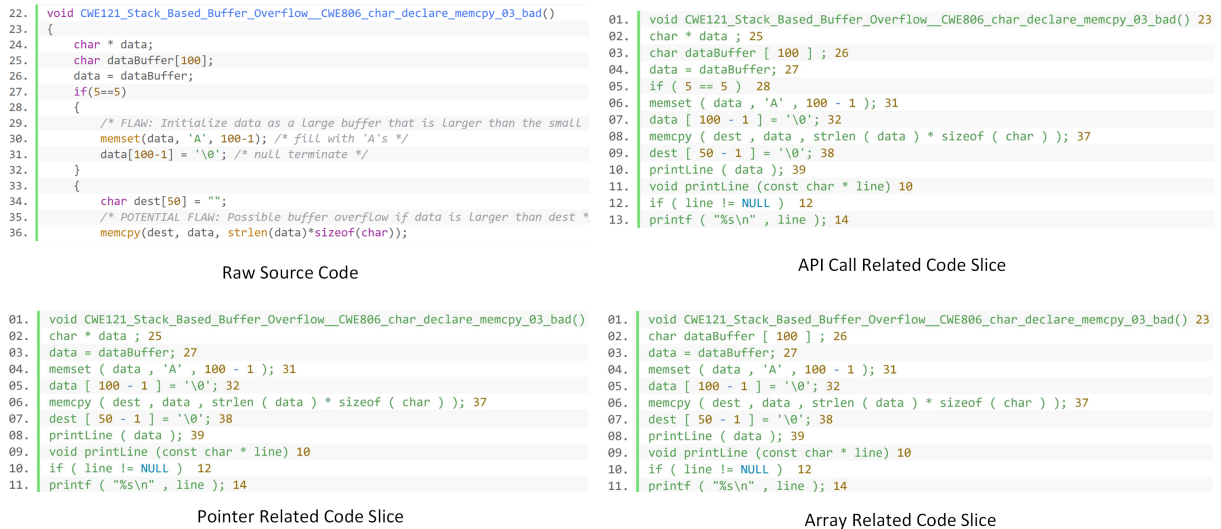 22. void CWE121_Stack_Based_Buffer_Overflow__CWE806_char_declare_memcpy_03_bad()
23. {
24. char * data;
25. char dataBuffer[100];
26. data = dataBuffer;
27. if(5==5)
28. {
29. /* FLAW: Initialize data as a large buffer that is larger than the small
30. memset(data, 'A', 100-1); /* fill with 'A's */
31. data[100-1] = '\0'; /* null terminate */
32. }
33. {
34. char dest[50] = "";
35. /* POTENTIAL FLAW: Possible buffer overflow if data is larger than dest *
36. memcpy(dest, data, strlen(data)*sizeof(char));
Raw Source Code
01. void CWE121_Stack_Based_Buffer_Overflow__CWE806_char_declare_memcpy_03_bad() 23
02. char * data ; 25
03. char dataBuffer [ 100 ] ; 26
04. data = dataBuffer; 27
05. if ( 5 == 5 ) 28
06. memset ( data , 'A' , 100 - 1 ); 31
07. data [ 100 - 1 ] = '\0'; 32
08. memcpy ( dest , data , strlen ( data ) * sizeof ( char ) ); 37
09. dest [ 50 - 1 ] = '\0'; 38
10. printLine ( data ); 39
11. void printLine (const char * line) 10
12. if ( line != NULL ) 12
13. printf ( "%s\n" , line ); 14
API Call Related Code Slice
01. void CWE121_Stack_Based_Buffer_Overflow__CWE806_char_declare_memcpy_03_bad()
02. char * data ; 25
03. data = dataBuffer; 27
04. memset ( data , 'A' , 100 - 1 ); 31
05. data [ 100 - 1 ] = '\0'; 32
06. memcpy ( dest , data , strlen ( data ) * sizeof ( char ) ); 37
07. dest [ 50 - 1 ] = '\0'; 38
08. printLine ( data ); 39
09. void printLine (const char * line) 10
10. if ( line != NULL ) 12
11. printf ( "%s\n" , line ); 14
Pointer Related Code Slice
01. void CWE121_Stack_Based_Buffer_Overflow__CWE806_char_declare_memcpy_03_bad() 23
02. char dataBuffer [ 100 ] ; 26
03. data = dataBuffer; 27
04. memset ( data , 'A' , 100 - 1 ); 31
05. data [ 100 - 1 ] = '\0'; 32
06. memcpy ( dest , data , strlen ( data ) * sizeof ( char ) ); 37
07. dest [ 50 - 1 ] = '\0'; 38
08. printLine ( data ); 39
09. void printLine (const char * line) 10
10. if ( line != NULL ) 12
11. printf ( "%s\n" , line ); 14
Array Related Code Slice